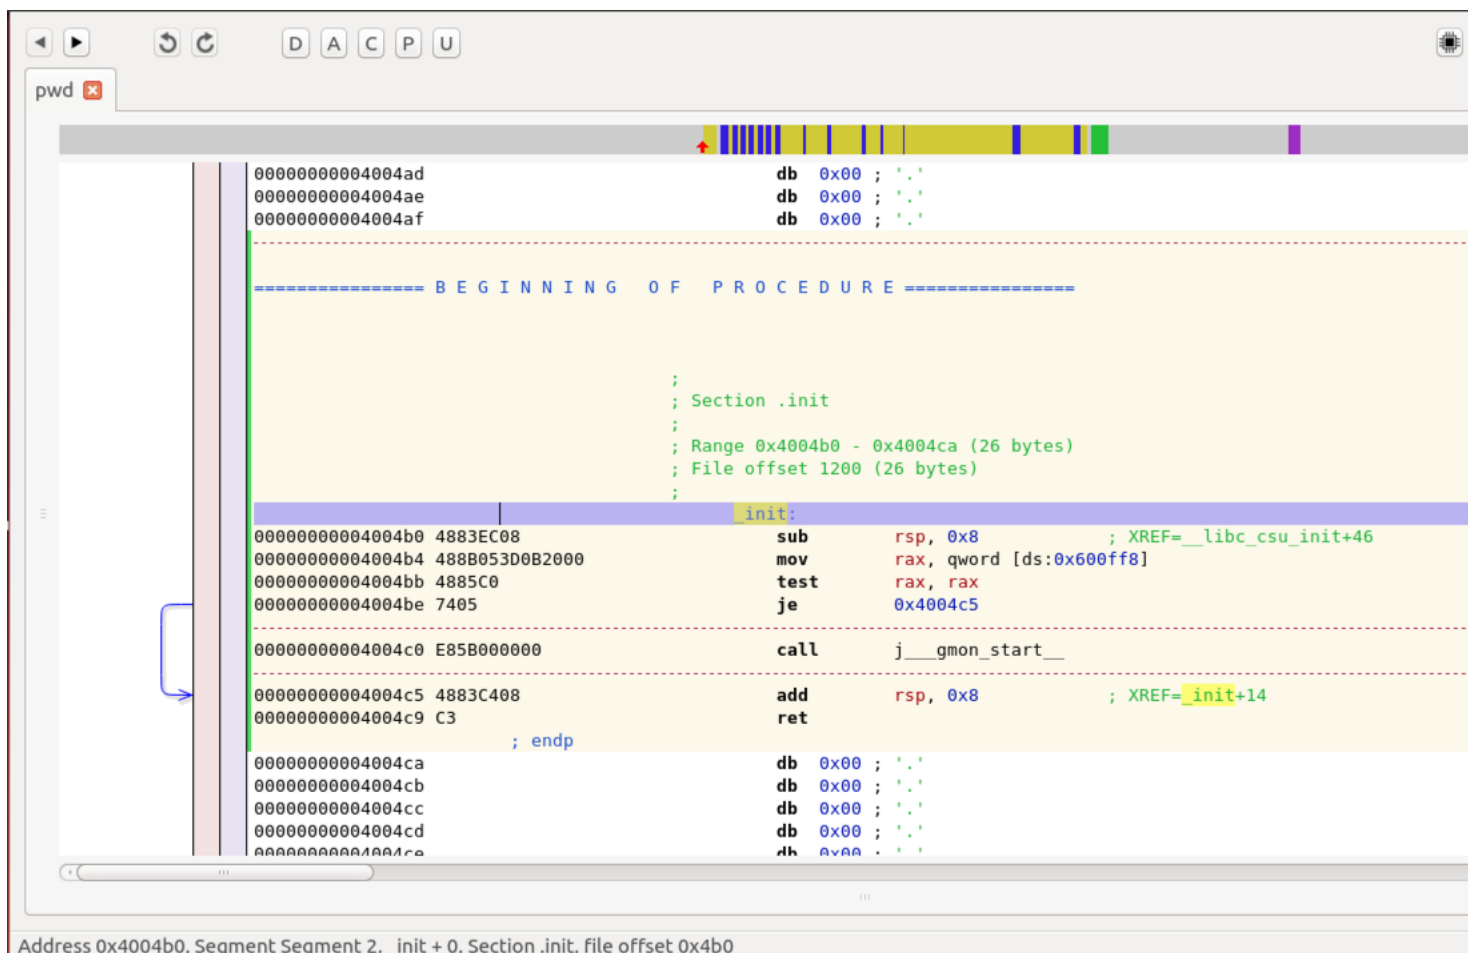 D A C P U
pwd
00000000004004ad db 0x00 ; '.'
00000000004004ae db 0x00 ; '.'
00000000004004af db 0x00 ; '.'
================ B E G I N N I N G   O F   P R O C E D U R E ================
;
; Section .init
;
; Range 0x4004b0 - 0x4004ca (26 bytes)
; File offset 1200 (26 bytes)
;
_init:
00000000004004b0 4883EC08 sub rsp, 0x8 ; XREF=__libc_csu_init+46
00000000004004b4 488B053D0B2000 mov rax, qword [ds:0x600ff8]
00000000004004bb 4885C0 test rax, rax
00000000004004be 7405 je 0x4004c5
00000000004004c0 E85B000000 call j___gmon_start__
00000000004004c5 4883C408 add rsp, 0x8 ; XREF=_init+14
00000000004004c9 C3 ret
; endp
00000000004004ca db 0x00 ; '.'
00000000004004cb db 0x00 ; '.'
00000000004004cc db 0x00 ; '.'
00000000004004cd db 0x00 ; '.'
00000000004004ce db 0x00 ; '.'
Address 0x4004b0, Segment Segment 2, _init + 0, Section .init, file offset 0x4b0